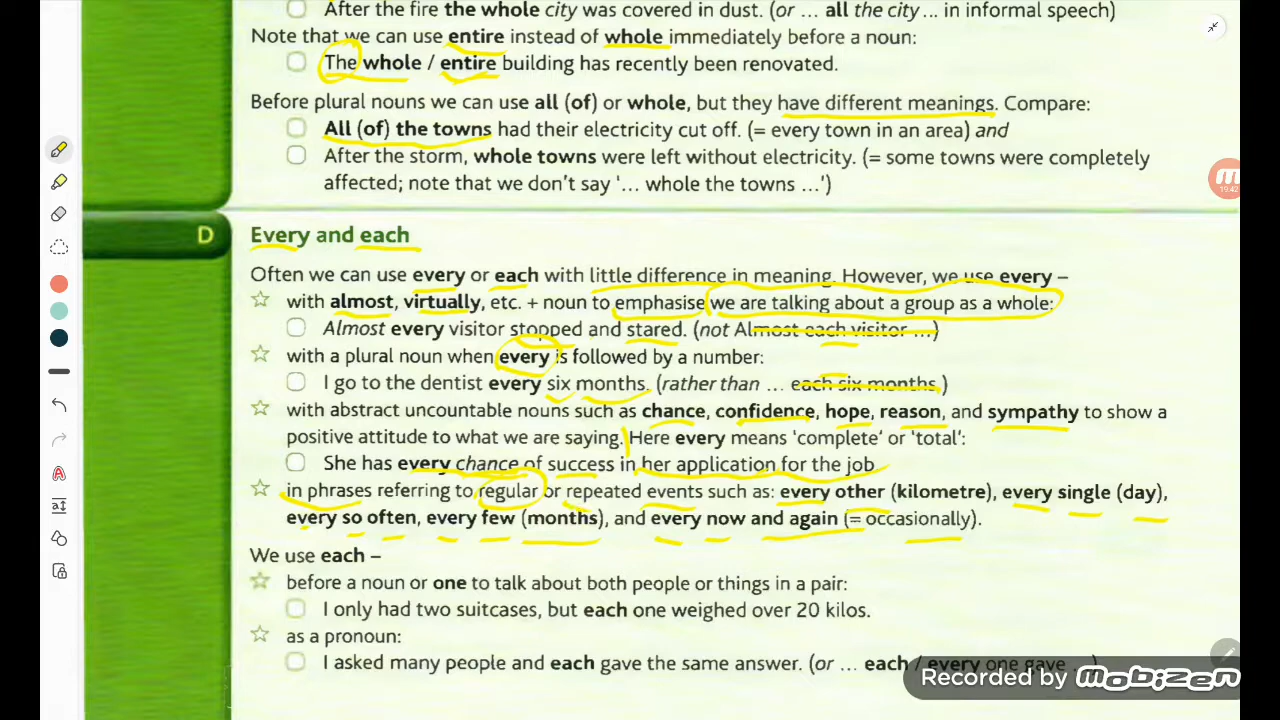 After the fire the whole city was covered in dust. (or … all the city … in informal speech)
Note that we can use entire instead of whole immediately before a noun:
The whole / entire building has recently been renovated.
Before plural nouns we can use all (of) or whole, but they have different meanings. Compare:
All (of) the towns had their electricity cut off. (= every town in an area) and
After the storm, whole towns were left without electricity. (= some towns were completely
affected; note that we don't say '… whole the towns …')
M
19:42
D
Every and each
Often we can use every or each with little difference in meaning. However, we use every –
with almost, virtually, etc. + noun to emphasise we are talking about a group as a whole:
Almost every visitor stopped and stared. (not Almost each visitor …)
with a plural noun when every is followed by a number:
I go to the dentist every six months. (rather than … each six months.)
with abstract uncountable nouns such as chance, confidence, hope, reason, and sympathy to show a
positive attitude to what we are saying. Here every means 'complete' or 'total':
She has every chance of success in her application for the job.
in phrases referring to regular or repeated events such as: every other (kilometre), every single (day),
every so often, every few (months), and every now and again (= occasionally).
We use each –
before a noun or one to talk about both people or things in a pair:
I only had two suitcases, but each one weighed over 20 kilos.
as a pronoun:
I asked many people and each gave the same answer. (or … each / every one gave …)
Recorded by mobizen